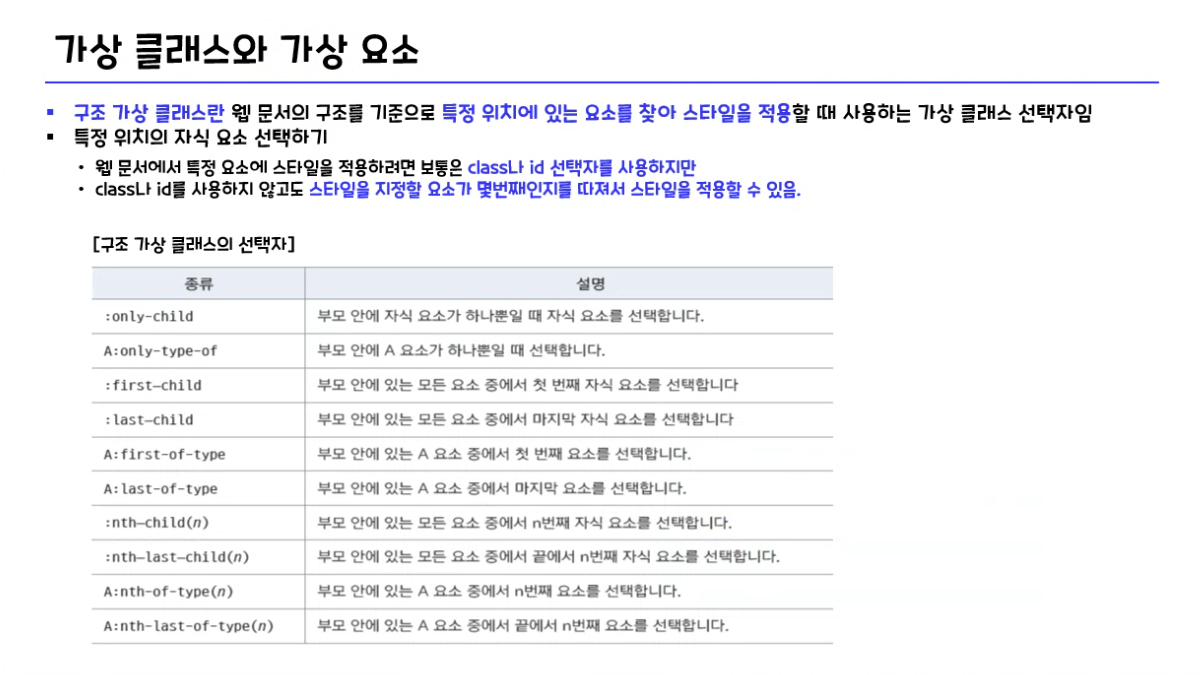 가상 클래스와 가상 요소
▪ 구조 가상 클래스란 웹 문서의 구조를 기준으로 특정 위치에 있는 요소를 찾아 스타일을 적용할 때 사용하는 가상 클래스 선택자임
▪ 특정 위치의 자식 요소 선택하기
• 웹 문서에서 특정 요소에 스타일을 적용하려면 보통은 class나 id 선택자를 사용하지만
• class나 id를 사용하지 않고도 스타일을 지정할 요소가 몇번째인지를 따져서 스타일을 적용할 수 있음.
[구조 가상 클래스의 선택자]
종류 설명
:only-child 부모 안에 자식 요소가 하나뿐일 때 자식 요소를 선택합니다.
A:only-type-of 부모 안에 A 요소가 하나뿐일 때 선택합니다.
:first-child 부모 안에 있는 모든 요소 중에서 첫 번째 자식 요소를 선택합니다
:last-child 부모 안에 있는 모든 요소 중에서 마지막 자식 요소를 선택합니다
A:first-of-type 부모 안에 있는 A 요소 중에서 첫 번째 요소를 선택합니다.
A:last-of-type 부모 안에 있는 A 요소 중에서 마지막 요소를 선택합니다.
:nth-child(n) 부모 안에 있는 모든 요소 중에서 n번째 자식 요소를 선택합니다.
:nth-last-child(n) 부모 안에 있는 모든 요소 중에서 끝에서 n번째 자식 요소를 선택합니다.
A:nth-of-type(n) 부모 안에 있는 A 요소 중에서 n번째 요소를 선택합니다.
A:nth-last-of-type(n) 부모 안에 있는 A 요소 중에서 끝에서 n번째 요소를 선택합니다.